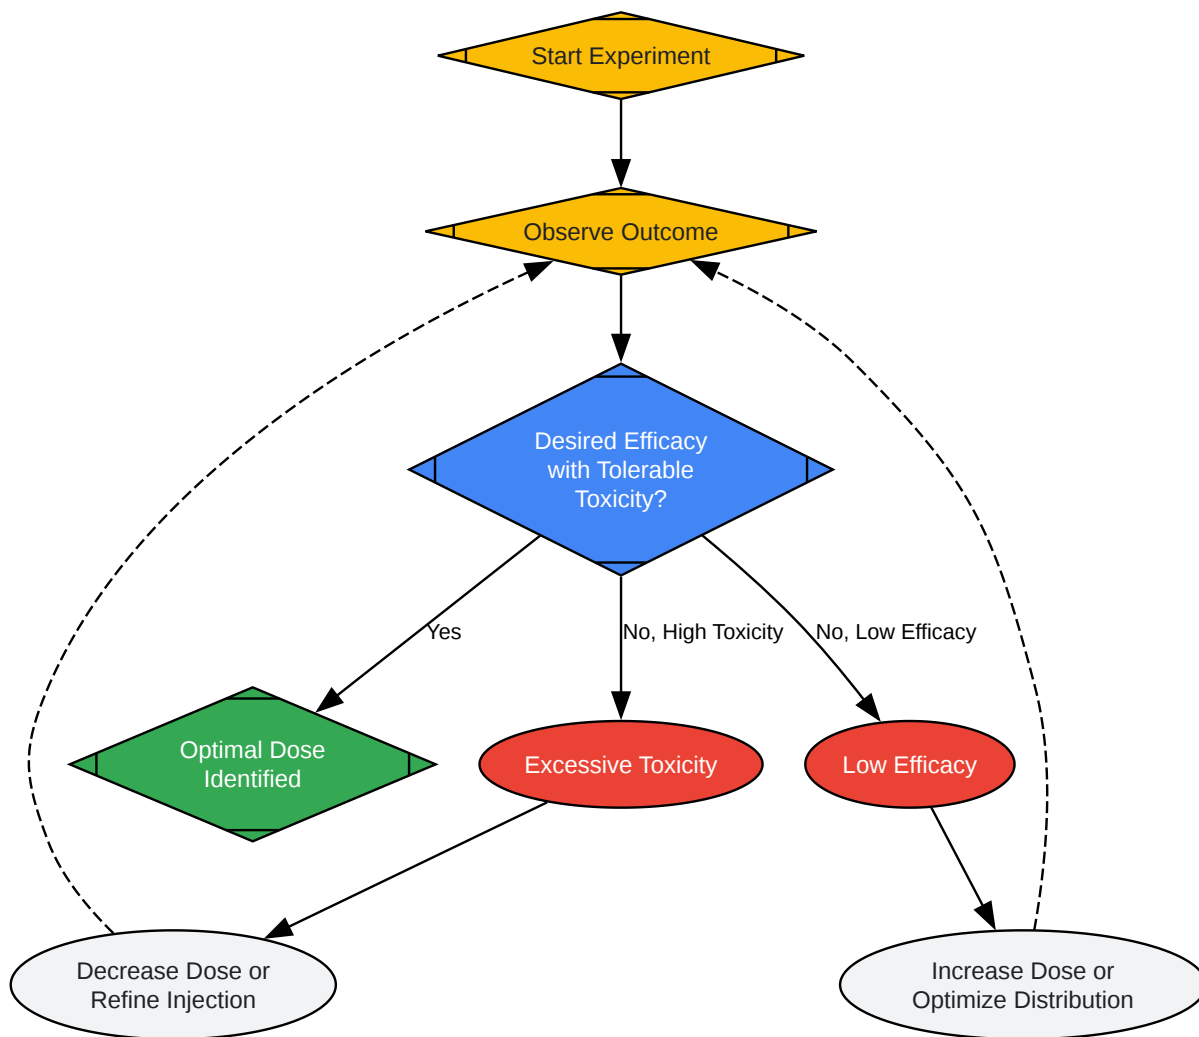 Start Experiment
Observe Outcome
Desired Efficacy
with Tolerable
Toxicity?
Yes
No, High Toxicity
No, Low Efficacy
Optimal Dose
Identified
Excessive Toxicity
Low Efficacy
Decrease Dose or
Refine Injection
Increase Dose or
Optimize Distribution